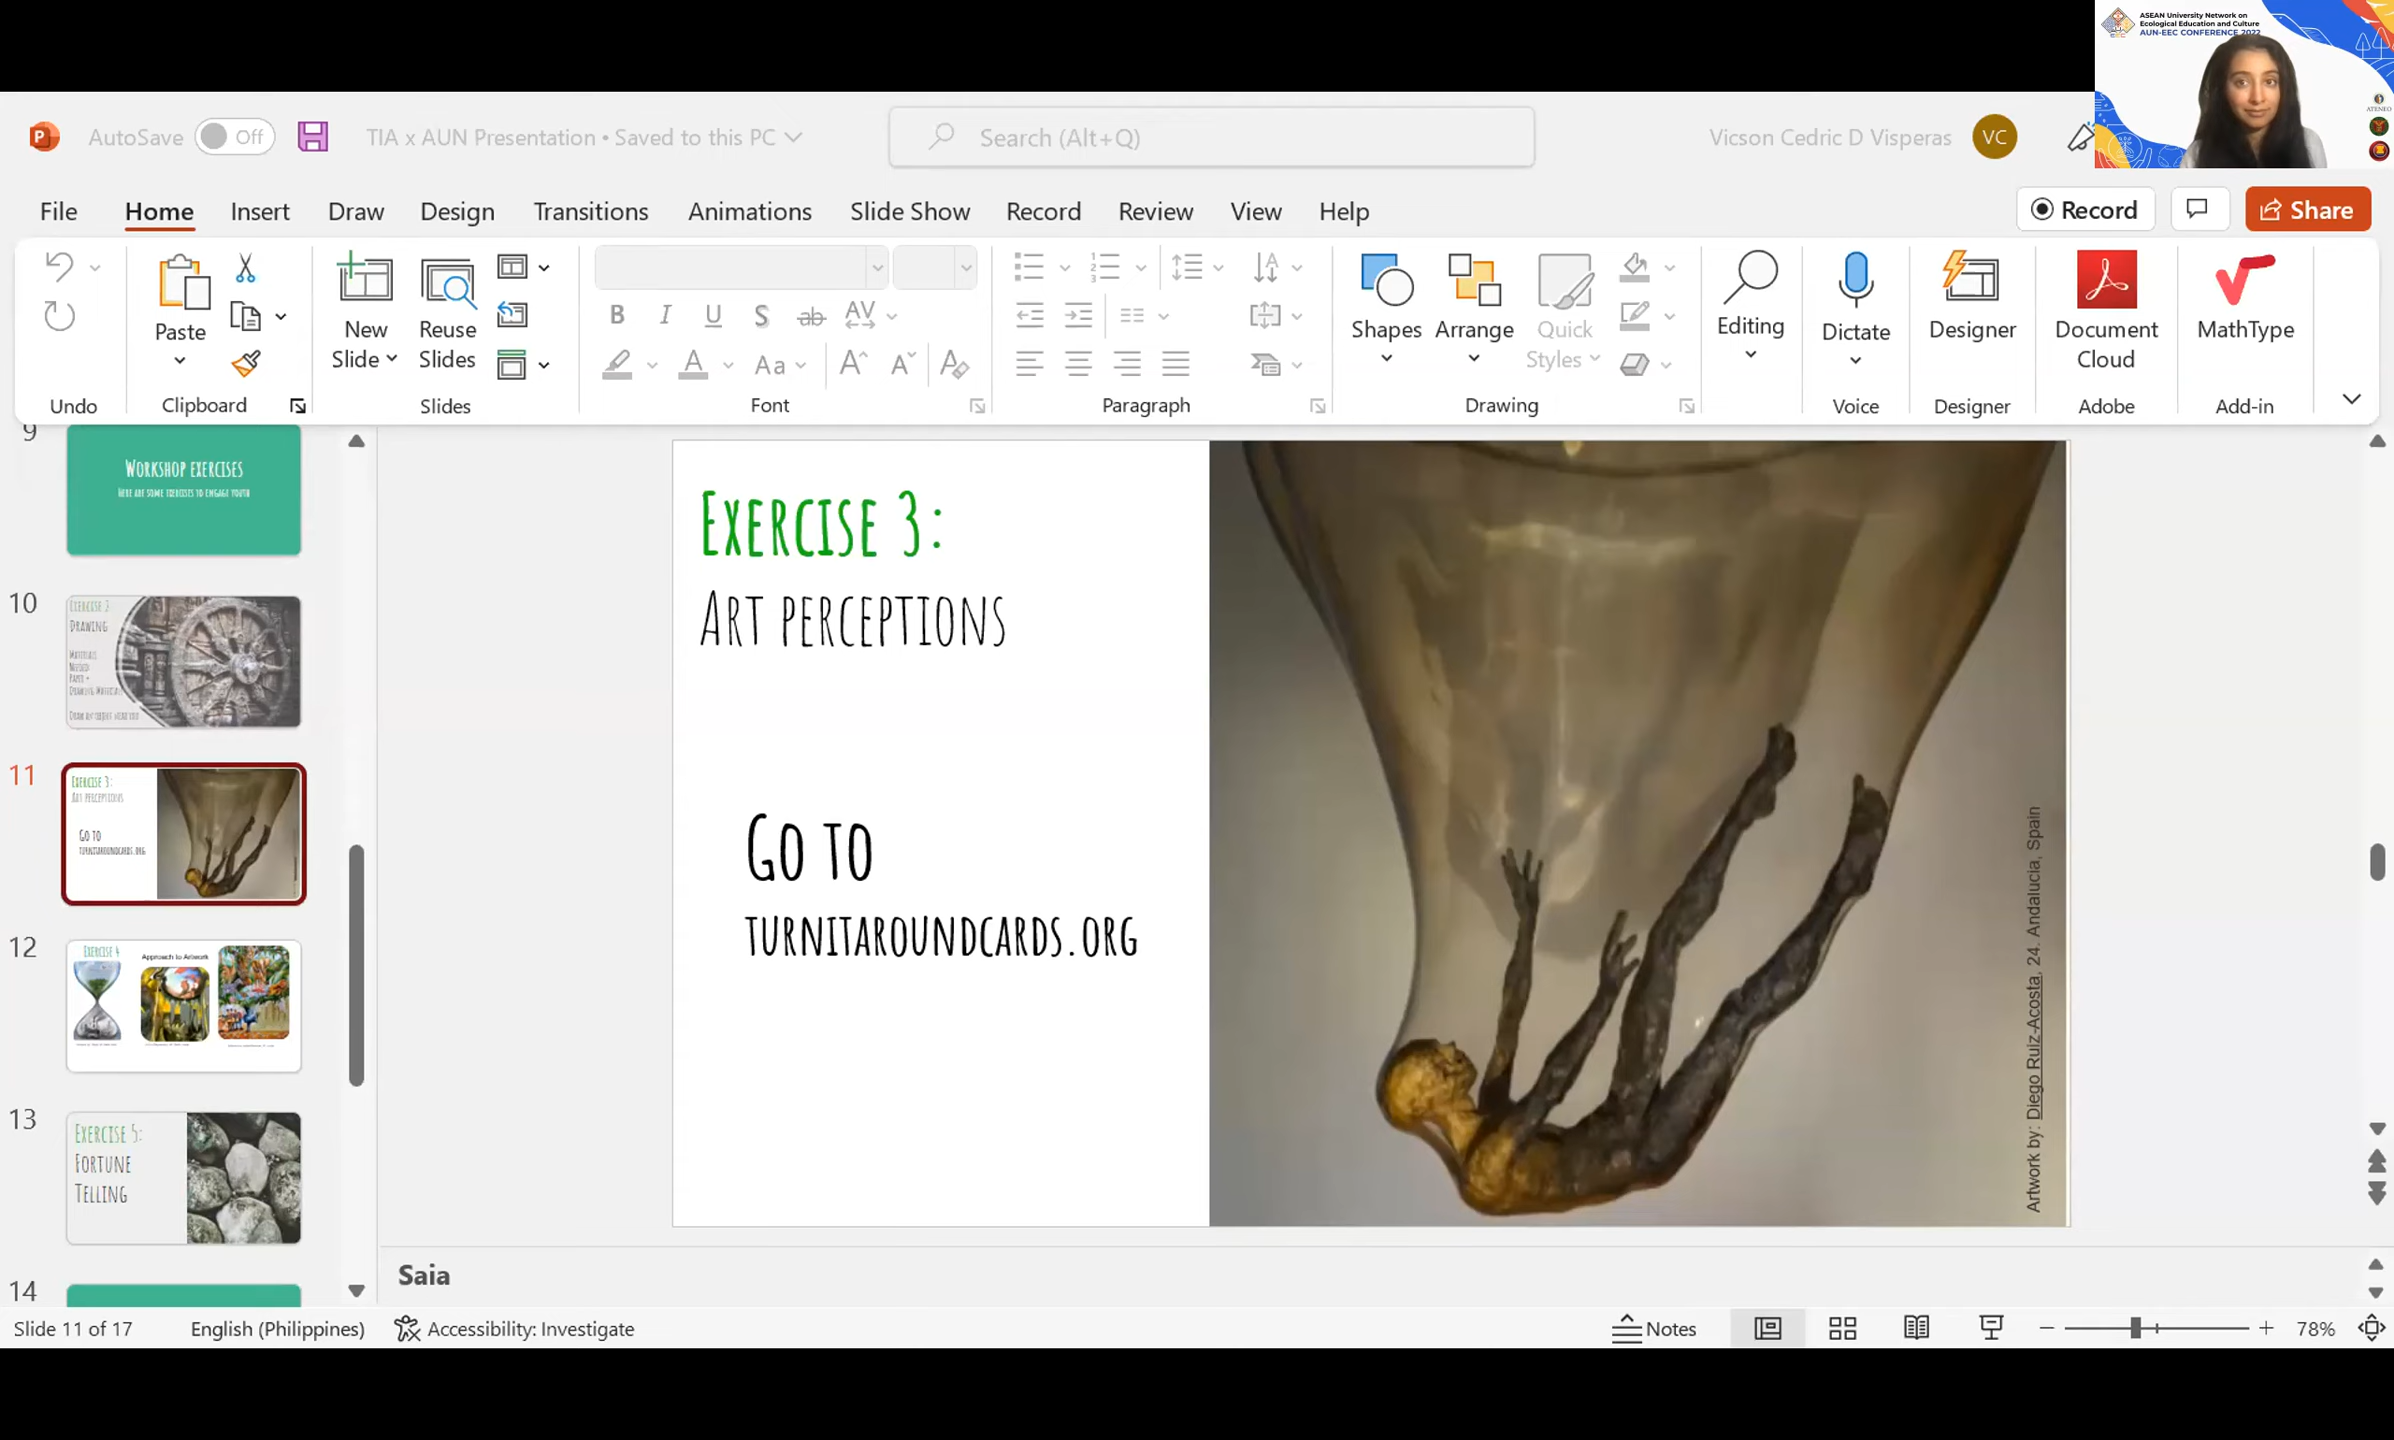 ASEAN University Network on
Ecological Education and Culture
AUN-EEC CONFERENCE 2022
ATENEO
AutoSave Off
TIA x AUN Presentation • Saved to this PC
Search (Alt+Q)
Vicson Cedric D Visperas
VC
File Home Insert Draw Design Transitions Animations Slide Show Record Review View Help
Record
Share
Paste
New
Slide
Reuse
Slides
Shapes
Arrange
Quick
Styles
Editing
Dictate
Designer
Document
Cloud
MathType
Undo Clipboard Slides Font Paragraph Drawing Voice Designer Adobe Add-in
9
WORKSHOP EXERCISES
HERE ARE SOME EXERCISES TO ENGAGE YOUTH
10
EXERCISE 2
DRAWING
MATERIALS
NEEDED
PAPER +
DRAWING MATERIALS
11
EXERCISE 3:
ART PERCEPTIONS
GO TO
TURNITAROUNDCARDS.ORG
12
EXERCISE 4
Approach to Artwork
13
EXERCISE 5:
FORTUNE
TELLING
14
EXERCISE 3:
ART PERCEPTIONS
GO TO
TURNITAROUNDCARDS.ORG
Artwork by: Diego Ruiz-Acosta, 24. Andalucia, Spain
Saia
Slide 11 of 17 English (Philippines) Accessibility: Investigate Notes 78%